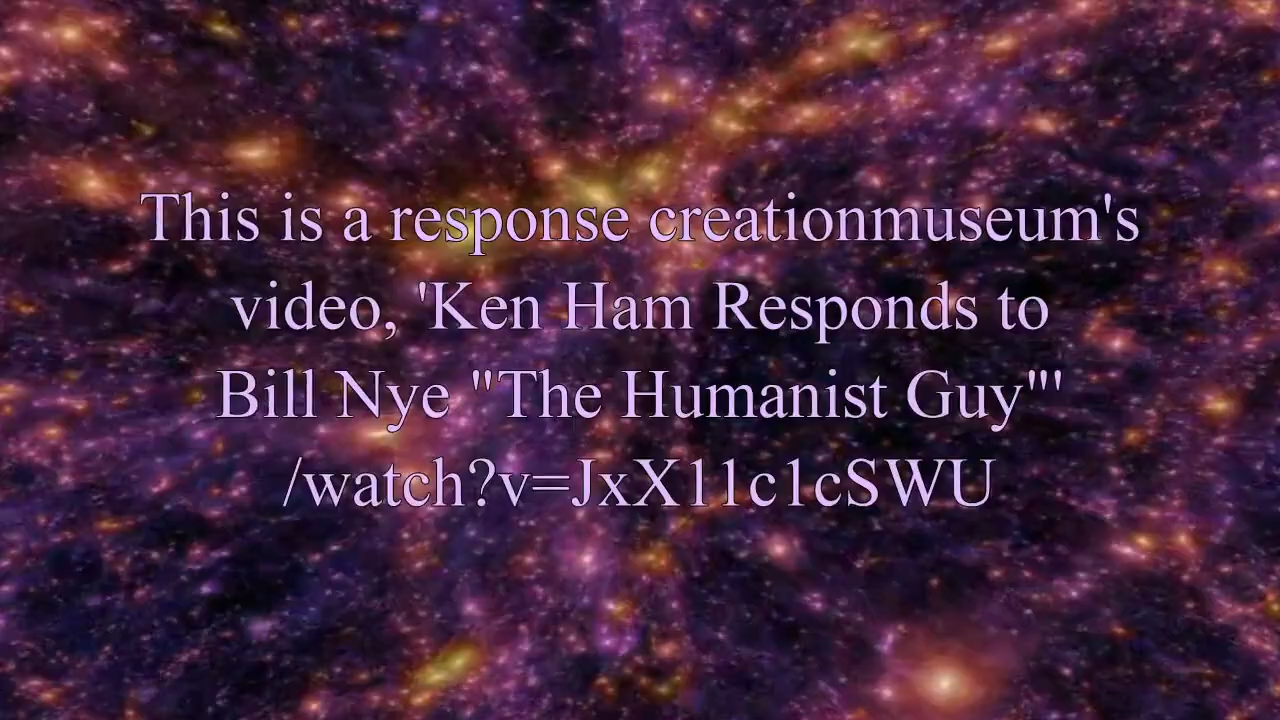 This is a response creationmuseum's
video, 'Ken Ham Responds to
Bill Nye "The Humanist Guy"'
/watch?v=JxX11c1cSWU